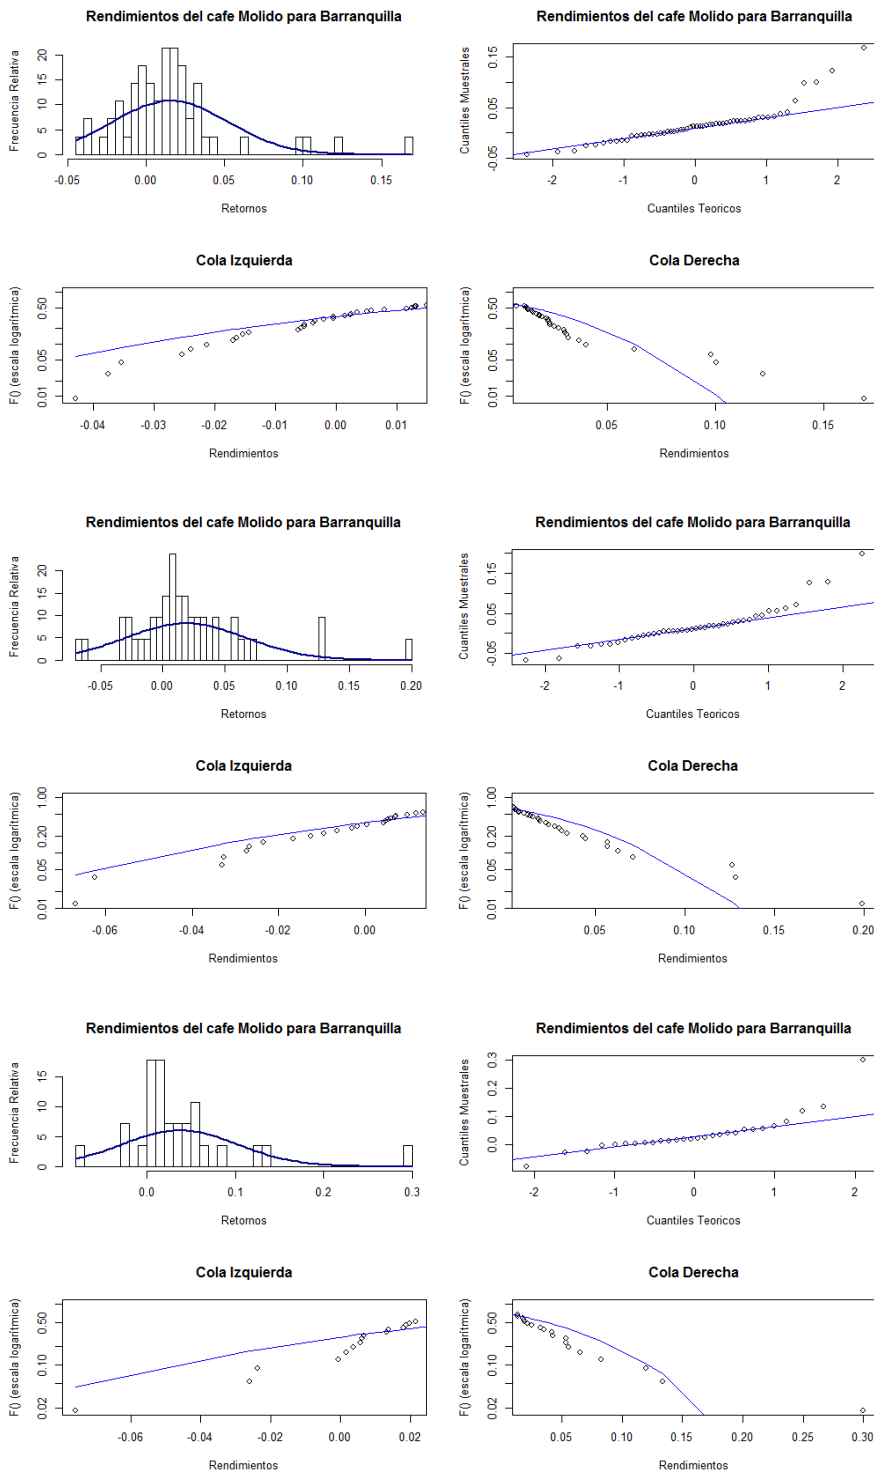 Rendimientos del cafe Molido para Barranquilla
Frecuencia Relativa
0 5 10 15 20
-0.05 0.00 0.05 0.10 0.15
Retornos
Rendimientos del cafe Molido para Barranquilla
Cuantiles Muestrales
-0.05 0.05 0.15
-2 -1 0 1 2
Cuantiles Teoricos
Cola Izquierda
F() (escala logarítmica)
0.01 0.05 0.50
-0.04 -0.03 -0.02 -0.01 0.00 0.01
Rendimientos
Cola Derecha
F() (escala logarítmica)
0.01 0.05 0.50
0.05 0.10 0.15
Rendimientos
Rendimientos del cafe Molido para Barranquilla
Frecuencia Relativa
0 5 10 15 20
-0.05 0.00 0.05 0.10 0.15 0.20
Retornos
Rendimientos del cafe Molido para Barranquilla
Cuantiles Muestrales
-0.05 0.05 0.15
-2 -1 0 1 2
Cuantiles Teoricos
Cola Izquierda
F() (escala logarítmica)
0.01 0.05 0.20 1.00
-0.06 -0.04 -0.02 0.00
Rendimientos
Cola Derecha
F() (escala logarítmica)
0.01 0.05 0.20 1.00
0.05 0.10 0.15 0.20
Rendimientos
Rendimientos del cafe Molido para Barranquilla
Frecuencia Relativa
0 5 10 15
0.0 0.1 0.2 0.3
Retornos
Rendimientos del cafe Molido para Barranquilla
Cuantiles Muestrales
0.0 0.1 0.2 0.3
-2 -1 0 1 2
Cuantiles Teoricos
Cola Izquierda
F() (escala logarítmica)
0.02 0.10 0.50
-0.06 -0.04 -0.02 0.00 0.02
Rendimientos
Cola Derecha
F() (escala logarítmica)
0.02 0.10 0.50
0.05 0.10 0.15 0.20 0.25 0.30
Rendimientos